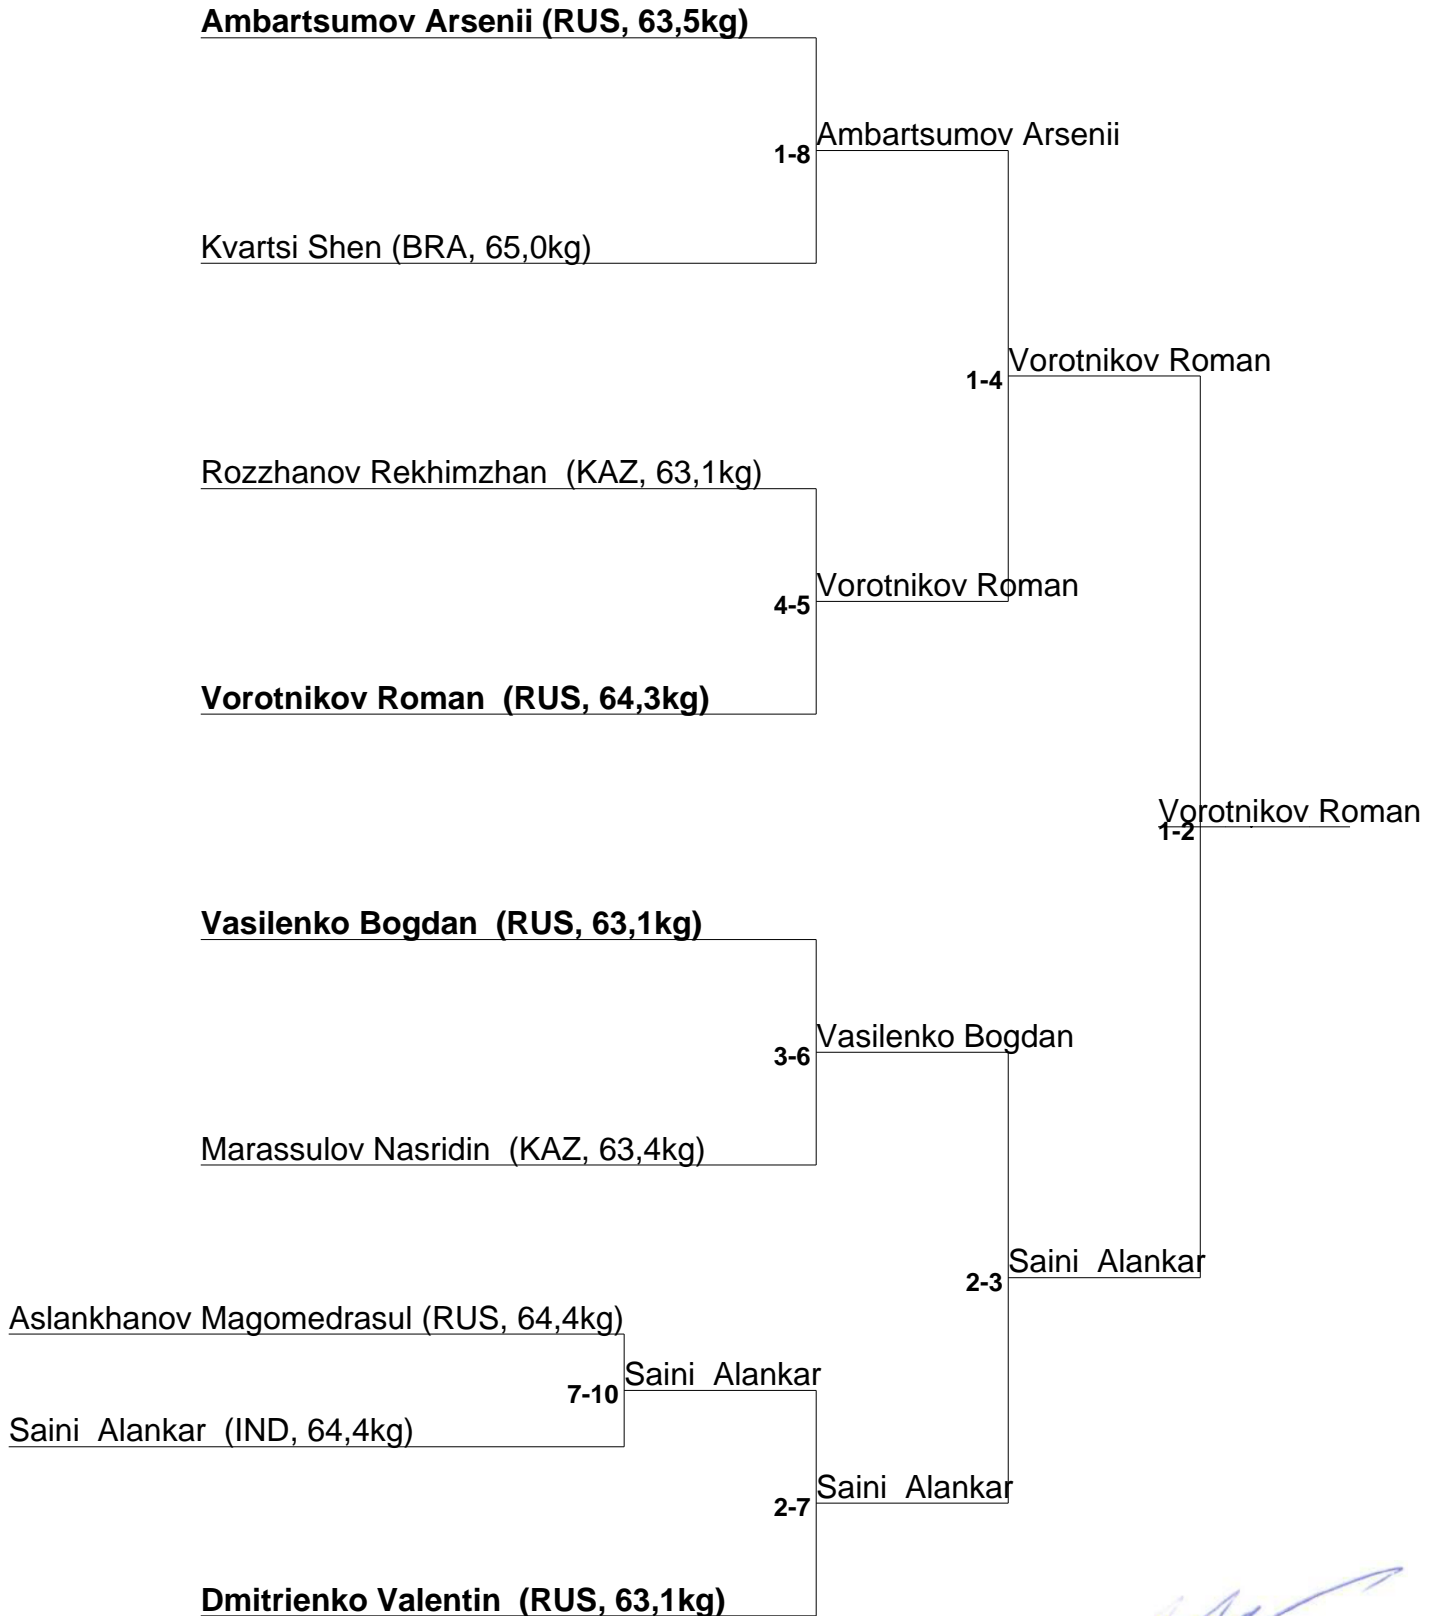 Ambartsumov Arsenii (RUS, 63,5kg)
Ambartsumov Arsenii
1-8
Kvartsi Shen (BRA, 65,0kg)
Vorotnikov Roman
1-4
Rozzhanov Rekhimzhan (KAZ, 63,1kg)
Vorotnikov Roman
4-5
Vorotnikov Roman (RUS, 64,3kg)
Vorotnikov Roman
1-2
Vasilenko Bogdan (RUS, 63,1kg)
Vasilenko Bogdan
3-6
Marassulov Nasridin (KAZ, 63,4kg)
Saini Alankar
2-3
Aslankhanov Magomedrasul (RUS, 64,4kg)
Saini Alankar
7-10
Saini Alankar (IND, 64,4kg)
Saini Alankar
2-7
Dmitrienko Valentin (RUS, 63,1kg)